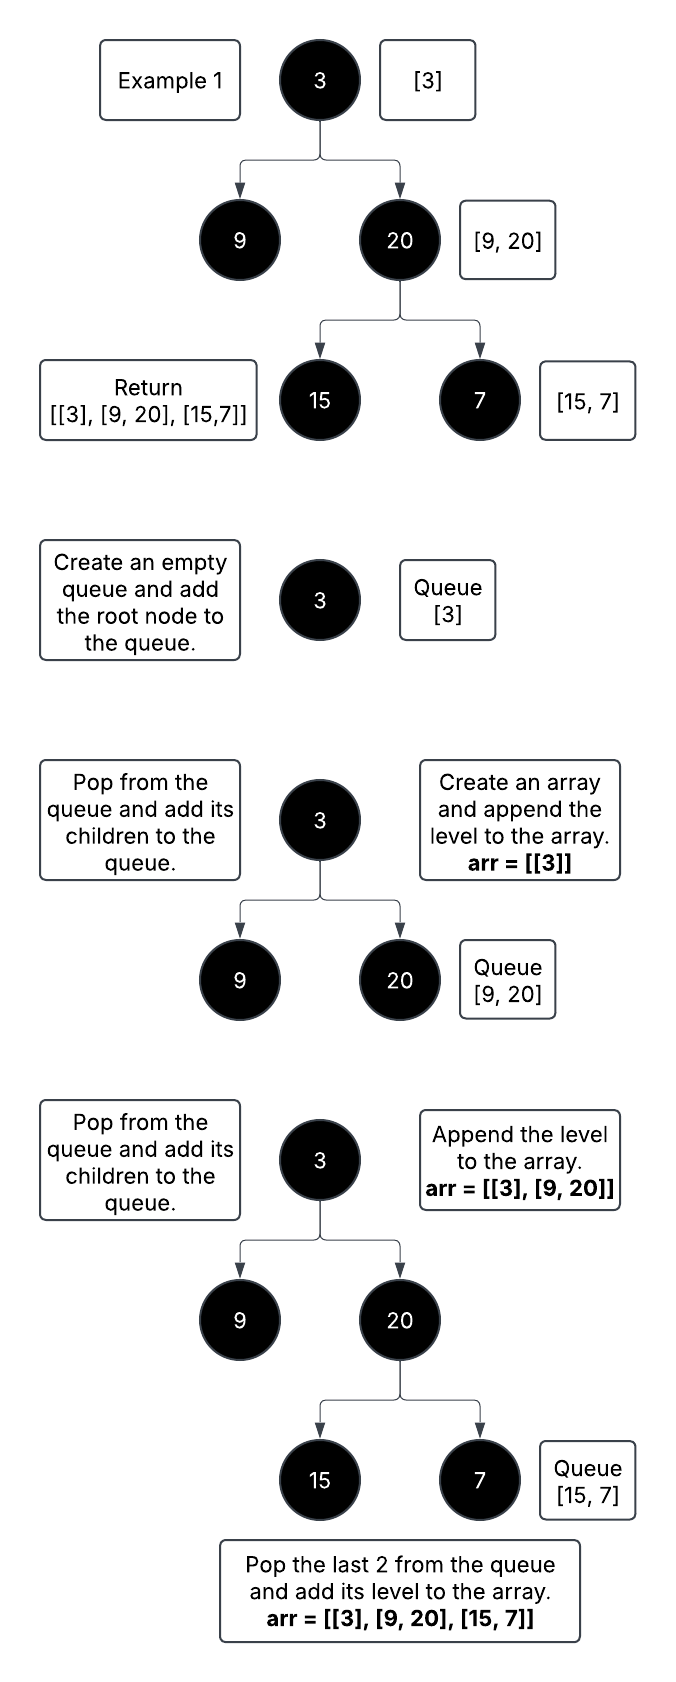 Example 1
3
[3]
9
20
[9, 20]
Return
[[3], [9, 20], [15,7]]
15
7
[15, 7]
Create an empty
queue and add
the root node to
the queue.
3
Queue
[3]
Pop from the
queue and add its
children to the
queue.
3
Create an array
and append the
level to the array.
arr = [[3]]
9
20
Queue
[9, 20]
Pop from the
queue and add its
children to the
queue.
3
Append the level
to the array.
arr = [[3], [9, 20]]
9
20
15
7
Queue
[15, 7]
Pop the last 2 from the queue
and add its level to the array.
arr = [[3], [9, 20], [15, 7]]